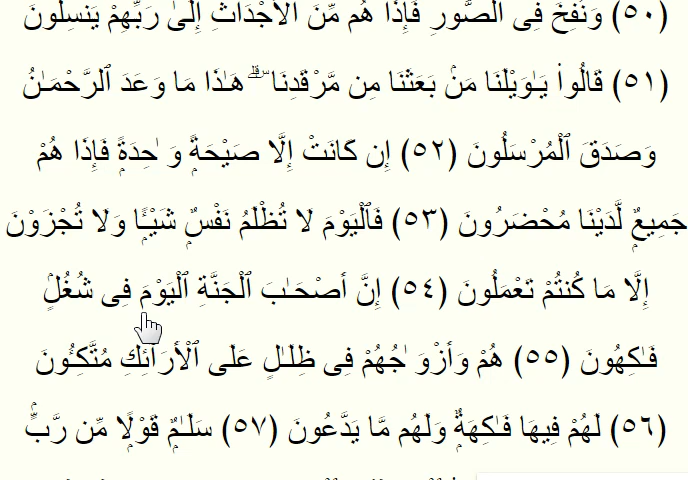 (٥٠) وَنُفِخَ فِى ٱلصُّورِ فَإِذَا هُم مِّنَ ٱلْأَجْدَاثِ إِلَىٰ رَبِّهِمْ يَنسِلُونَ
(٥١) قَالُوا۟ يَـٰوَيْلَنَا مَنۢ بَعَثَنَا مِن مَّرْقَدِنَا ۜ ۗ هَـٰذَا مَا وَعَدَ ٱلرَّحْمَـٰنُ
وَصَدَقَ ٱلْمُرْسَلُونَ (٥٢) إِن كَانَتْ إِلَّا صَيْحَةًۭ وَٰحِدَةًۭ فَإِذَا هُمْ
جَمِيعٌۭ لَّدَيْنَا مُحْضَرُونَ (٥٣) فَٱلْيَوْمَ لَا تُظْلَمُ نَفْسٌۭ شَيْـًۭٔا وَلَا تُجْزَوْنَ
إِلَّا مَا كُنتُمْ تَعْمَلُونَ (٥٤) إِنَّ أَصْحَـٰبَ ٱلْجَنَّةِ ٱلْيَوْمَ فِى شُغُلٍۢ
فَـٰكِهُونَ (٥٥) هُمْ وَأَزْوَٰجُهُمْ فِى ظِلَـٰلٍ عَلَى ٱلْأَرَآئِكِ مُتَّكِـُٔونَ
(٥٦) لَهُمْ فِيهَا فَـٰكِهَةٌۭ وَلَهُم مَّا يَدَّعُونَ (٥٧) سَلَـٰمٌۭ قَوْلًۭا مِّن رَّبٍّۢ